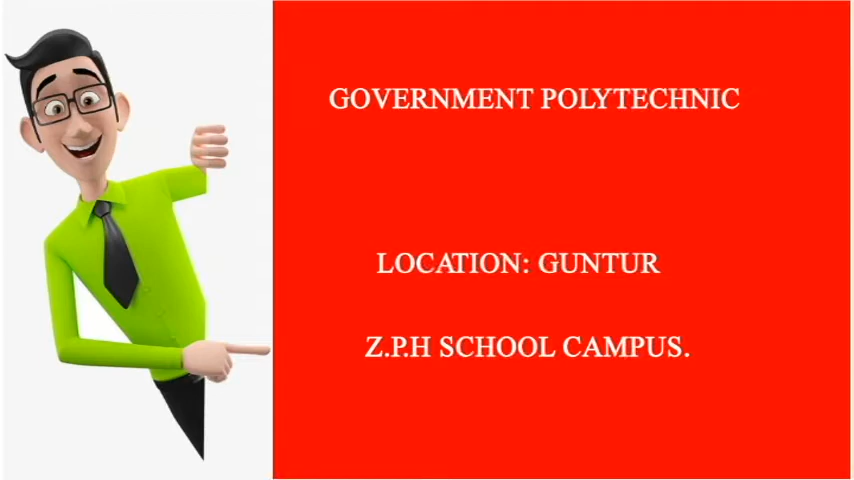 GOVERNMENT POLYTECHNIC
LOCATION: GUNTUR
Z.P.H SCHOOL CAMPUS.